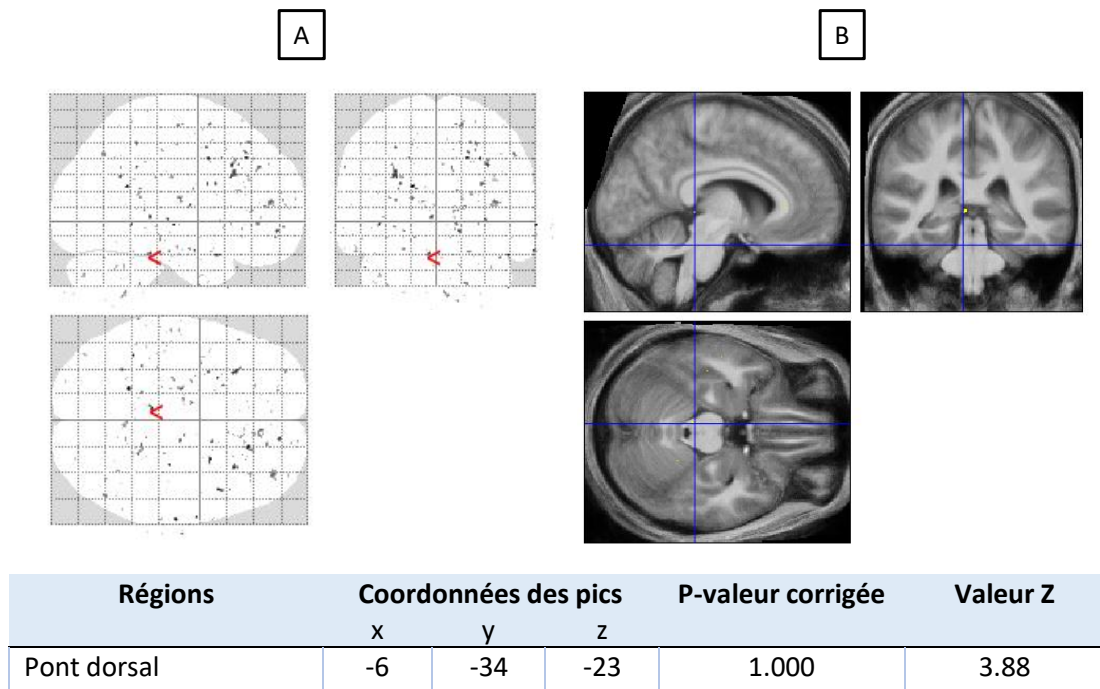 A
B
Régions Coordonnées des pics P-valeur corrigée Valeur Z
x y z
Pont dorsal -6 -34 -23 1.000 3.88